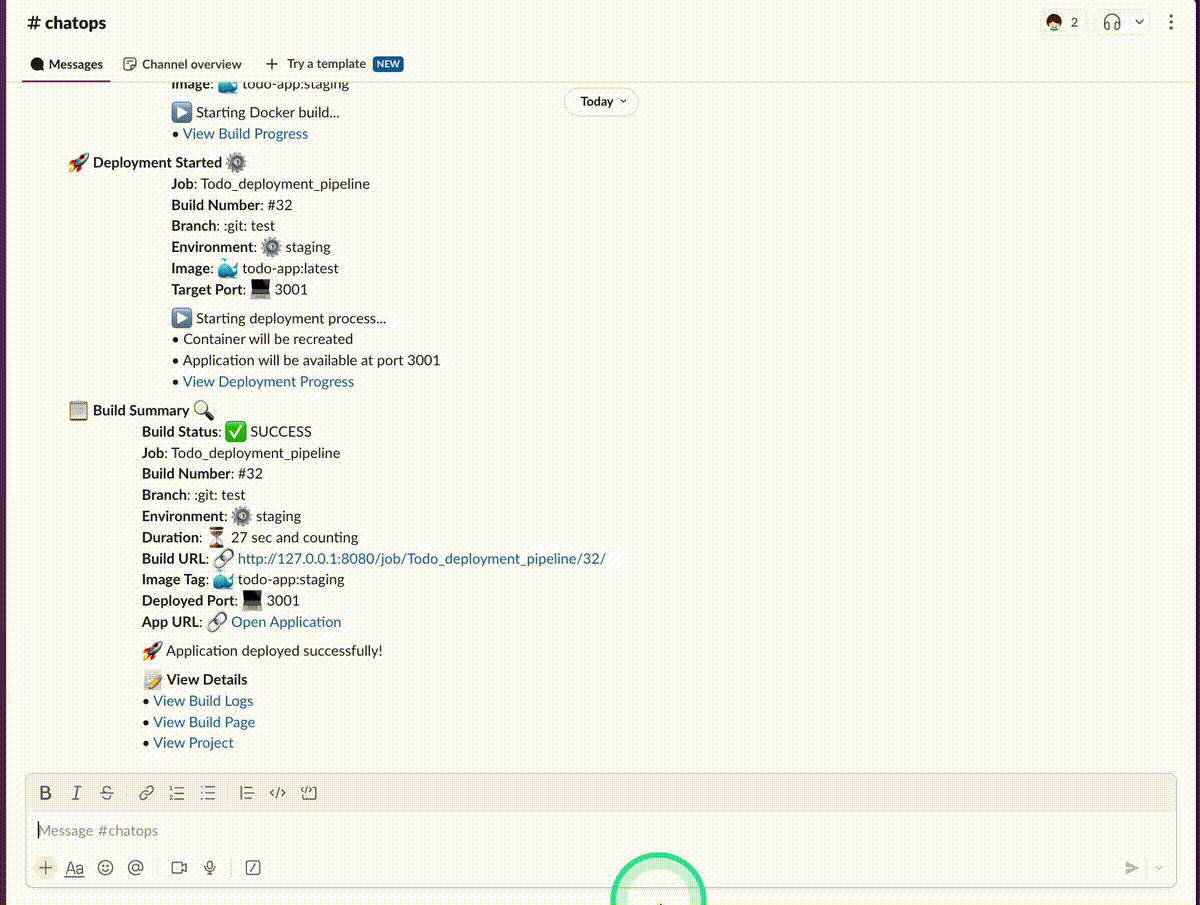 # chatops
2
Messages
Channel overview
Try a template NEW
Image: todo-app:staging
Today
Starting Docker build...
• View Build Progress
Deployment Started
Job: Todo_deployment_pipeline
Build Number: #32
Branch: :git: test
Environment: staging
Image: todo-app:latest
Target Port: 3001
Starting deployment process...
• Container will be recreated
• Application will be available at port 3001
• View Deployment Progress
Build Summary
Build Status: SUCCESS
Job: Todo_deployment_pipeline
Build Number: #32
Branch: :git: test
Environment: staging
Duration: 27 sec and counting
Build URL: http://127.0.0.1:8080/job/Todo_deployment_pipeline/32/
Image Tag: todo-app:staging
Deployed Port: 3001
App URL: Open Application
Application deployed successfully!
View Details
• View Build Logs
• View Build Page
• View Project
B I S
Message #chatops
Aa